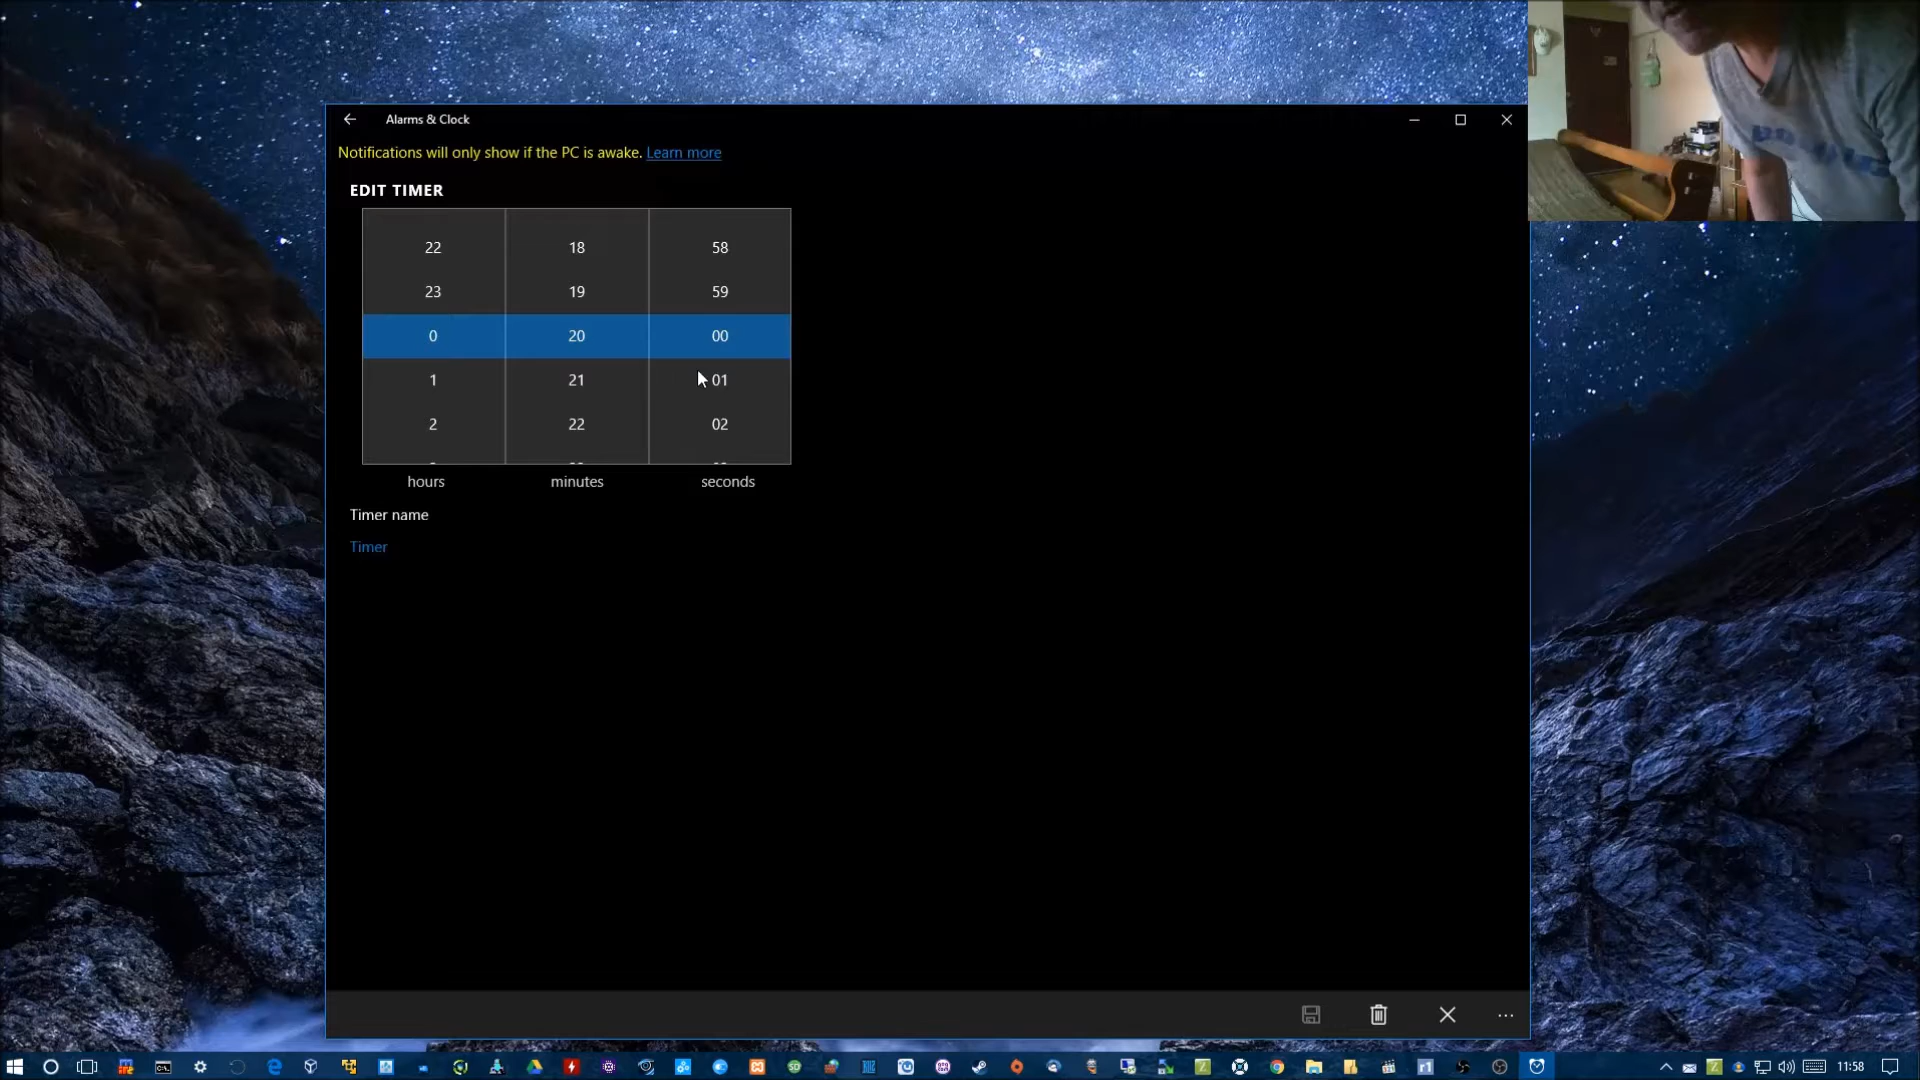 Alarms & Clock
Notifications will only show if the PC is awake. Learn more
EDIT TIMER
22 18 58
23 19 59
0 20 00
1 21 01
2 22 02
hours minutes seconds
Timer name
Timer
11:58